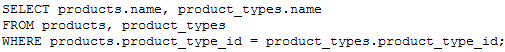 SELECT products.name, product_types.name
FROM products, product_types
WHERE products.product_type_id = product_types.product_type_id;